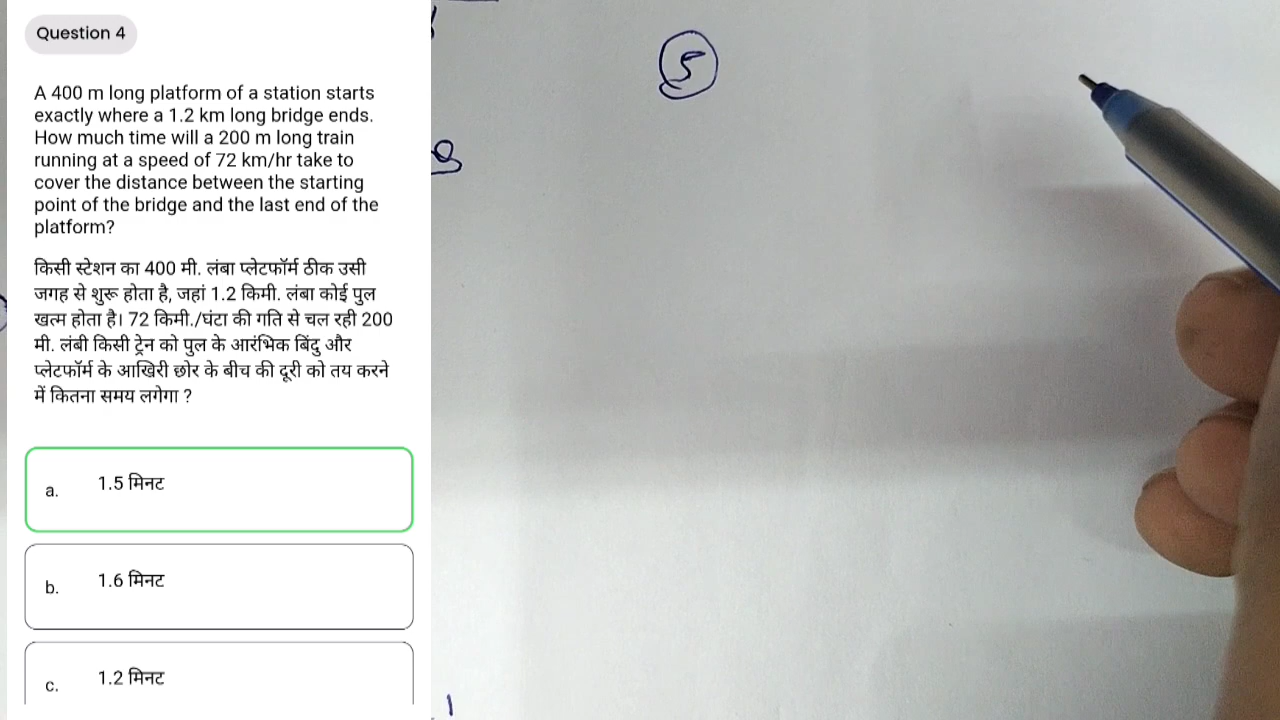 Question 4
A 400 m long platform of a station starts
exactly where a 1.2 km long bridge ends.
How much time will a 200 m long train
running at a speed of 72 km/hr take to
cover the distance between the starting
point of the bridge and the last end of the
platform?
किसी स्टेशन का 400 मी. लंबा प्लेटफॉर्म ठीक उसी
जगह से शुरू होता है, जहां 1.2 किमी. लंबा कोई पुल
खत्म होता है। 72 किमी./घंटा की गति से चल रही 200
मी. लंबी किसी ट्रेन को पुल के आरंभिक बिंदु और
प्लेटफॉर्म के आखिरी छोर के बीच की दूरी को तय करने
में कितना समय लगेगा ?
a. 1.5 मिनट
b. 1.6 मिनट
c. 1.2 मिनट
5